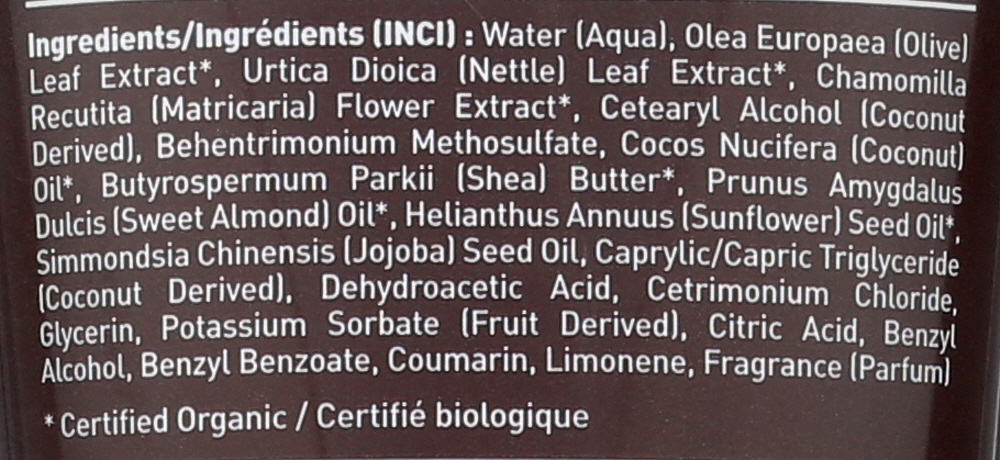 Ingredients/Ingrédients (INCI) : Water (Aqua), Olea Europaea (Olive)
Leaf Extract*, Urtica Dioica (Nettle) Leaf Extract*, Chamomilla
Recutita (Matricaria) Flower Extract*, Cetearyl Alcohol (Coconut
Derived), Behentrimonium Methosulfate, Cocos Nucifera (Coconut)
Oil*, Butyrospermum Parkii (Shea) Butter*, Prunus Amygdalus
Dulcis (Sweet Almond) Oil*, Helianthus Annuus (Sunflower) Seed Oil*,
Simmondsia Chinensis (Jojoba) Seed Oil, Caprylic/Capric Triglyceride
(Coconut Derived), Dehydroacetic Acid, Cetrimonium Chloride,
Glycerin, Potassium Sorbate (Fruit Derived), Citric Acid, Benzyl
Alcohol, Benzyl Benzoate, Coumarin, Limonene, Fragrance (Parfum)
* Certified Organic / Certifié biologique